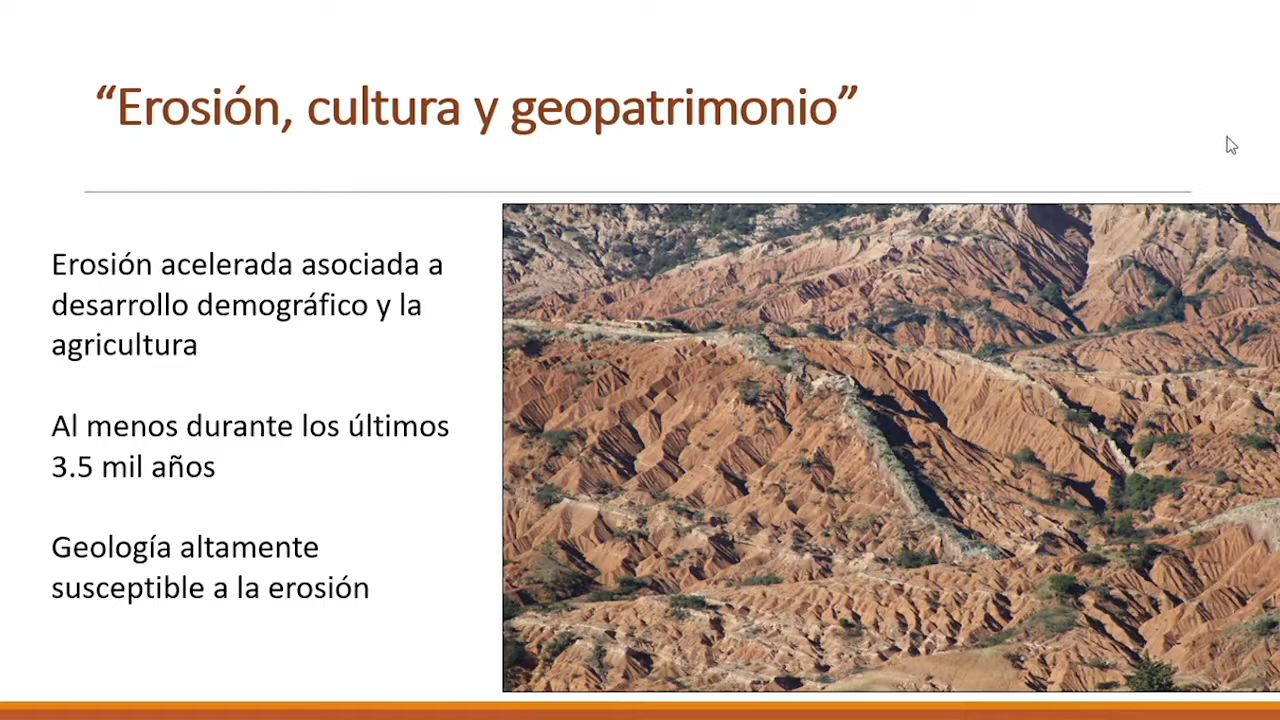 “Erosión, cultura y geopatrimonio”
Erosión acelerada asociada a
desarrollo demográfico y la
agricultura
Al menos durante los últimos
3.5 mil años
Geología altamente
susceptible a la erosión